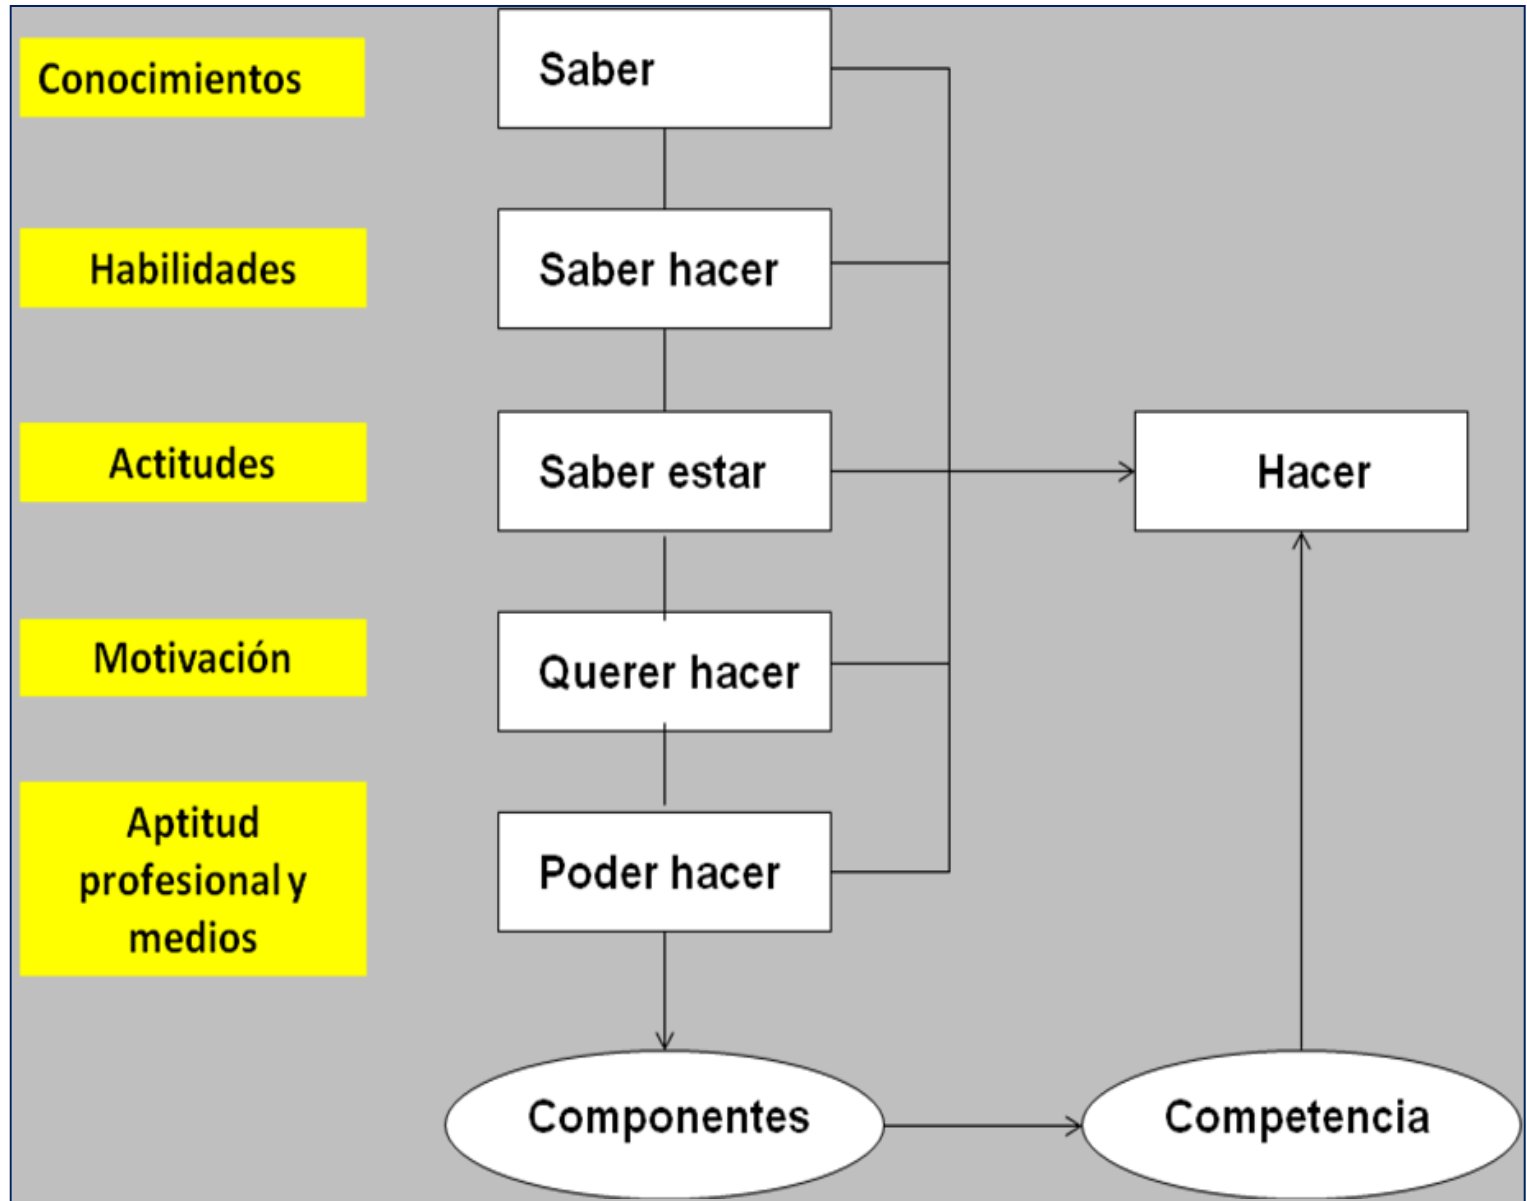 Conocimientos
Saber
Habilidades
Saber hacer
Actitudes
Saber estar
Hacer
Motivación
Querer hacer
Aptitud
profesional y
medios
Poder hacer
Componentes
Competencia